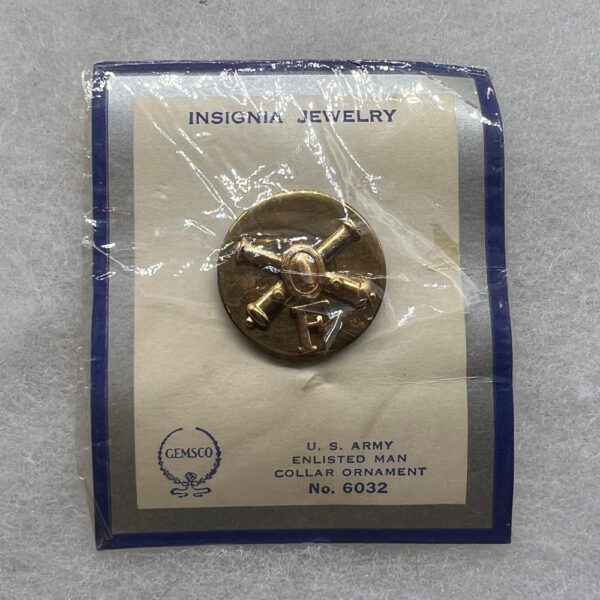 INSIGNIA JEWELRY
F
GEMSCO
U. S. ARMY
ENLISTED MAN
COLLAR ORNAMENT
No. 6032